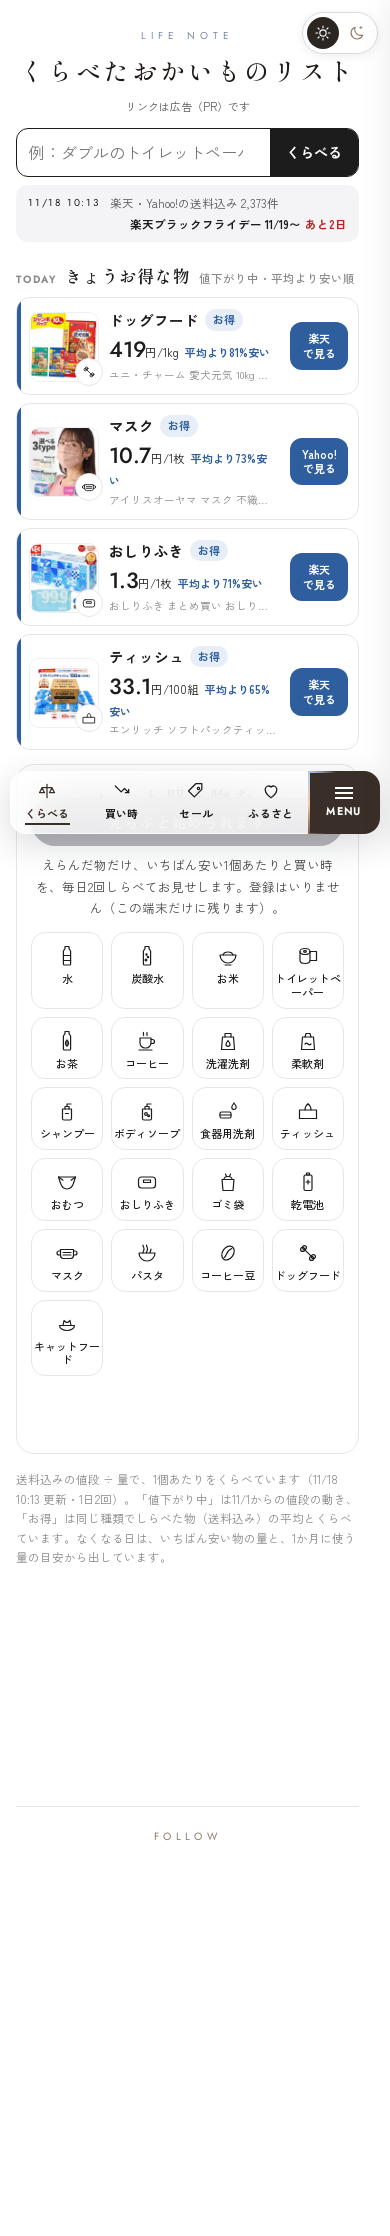 LIFE NOTE
くらべたおかいものリスト
リンクは広告（PR）です
例：ダブルのトイレットペーパ
くらべる
11/18 10:13 楽天・Yahoo!の送料込み 2,373件
楽天ブラックフライデー 11/19〜 あと2日
TODAY きょうお得な物 値下がり中・平均より安い順
ドッグフード お得
419円/1kg 平均より81%安い
ユニ・チャーム 愛犬元気 10kg ...
楽天
で見る
マスク お得
10.7円/1枚 平均より73%安
い
アイリスオーヤマ マスク 不織...
Yahoo!
で見る
選べる
3type
おしりふき お得
1.3円/1枚 平均より71%安い
おしりふき まとめ買い おしり...
楽天
で見る
ティッシュ お得
33.1円/100組 平均より65%
安い
エンリッチ ソフトパックティッ...
楽天
で見る
くらべる
買い時
セール
ふるさと
MENU
えらんだ物だけ、いちばん安い1個あたりと買い時
を、毎日2回しらべてお見せします。登録はいりませ
ん（この端末だけに残ります）。
水
炭酸水
お米
トイレットペ
ーパー
お茶
コーヒー
洗濯洗剤
柔軟剤
シャンプー
ボディソープ
食器用洗剤
ティッシュ
おむつ
おしりふき
ゴミ袋
乾電池
マスク
パスタ
コーヒー豆
ドッグフード
キャットフー
ド
送料込みの値段 ÷ 量で、1個あたりをくらべています（11/18
10:13 更新・1日2回）。「値下がり中」は11/1からの値段の動き、
「お得」は同じ種類でしらべた物（送料込み）の平均とくらべ
ています。なくなる日は、いちばん安い物の量と、1か月に使う
量の目安から出しています。
FOLLOW